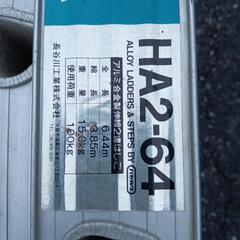 HA2-64
ALLOY LADDERS & STEPS BY
アルミ合金製伸縮2連はしご
全長 6.44m
縮長 3.85m
重量 15.0kg
使用荷重 100kg
長谷川工業株式会社